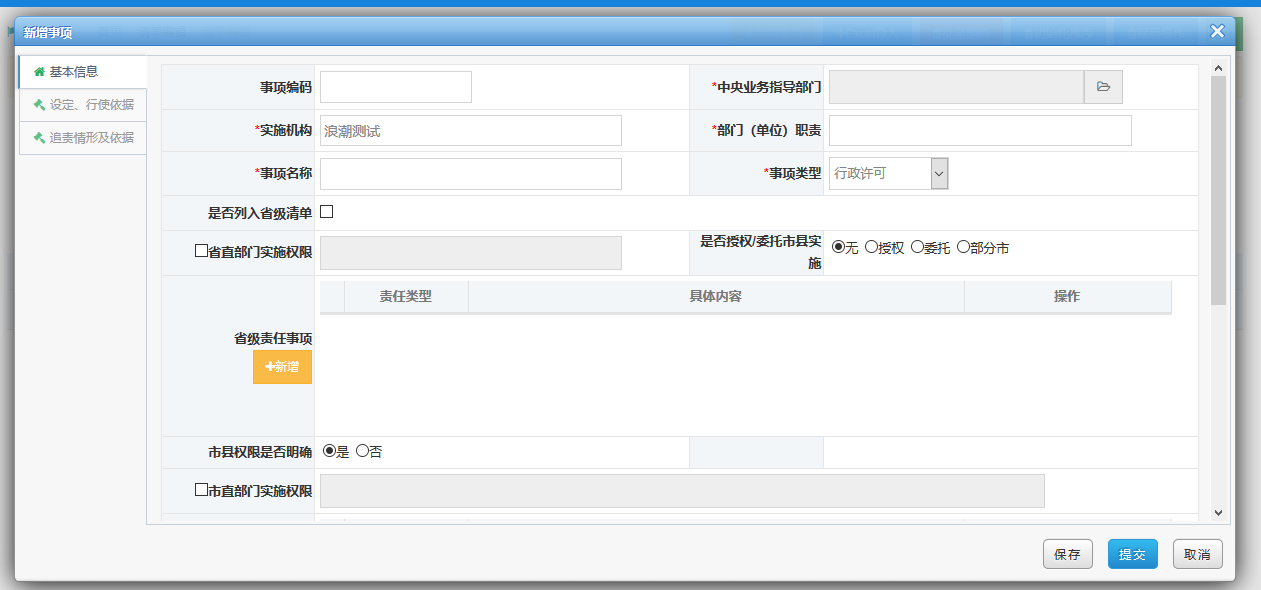 新增事项
基本信息
设定、行使依据
追责情形及依据
事项编码
*中央业务指导部门
*实施机构
浪潮测试
*部门（单位）职责
*事项名称
*事项类型
行政许可
是否列入省级清单
省直部门实施权限
是否授权/委托市县实
施
无 授权 委托 部分市
责任类型
具体内容
操作
省级责任事项
+新增
市县权限是否明确
是 否
市直部门实施权限
保存
提交
取消